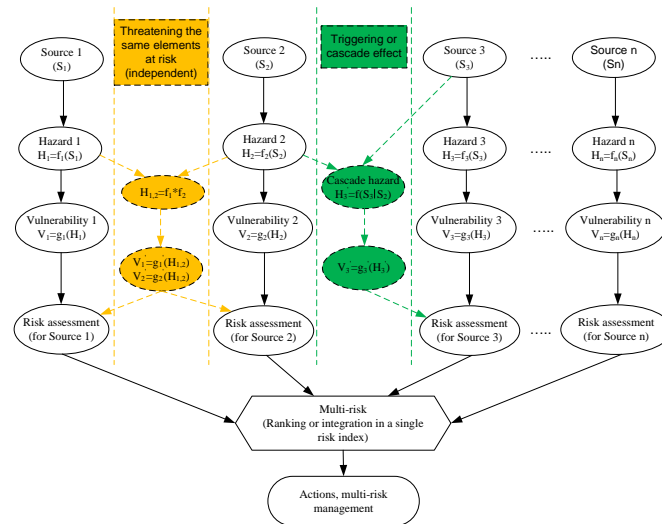 Source 1
(S₁)
Threatening the
same elements
at risk
(independent)
Source 2
(S₂)
Triggering or
cascade effect
Source 3
(S₃)
.....
Source n
(Sn)
Hazard 1
H₁=f₁(S₁)
Hazard 2
H₂=f₂(S₂)
Hazard 3
H₃=f₃(S₃)
.....
Hazard n
Hₙ=fₙ(Sₙ)
H₁,₂=f₁*f₂
Cascade hazard
H₃=f(S₃|S₂)
Vulnerability 1
V₁=g₁(H₁)
Vulnerability 2
V₂=g₂(H₂)
Vulnerability 3
V₃=g₃(H₃)
.....
Vulnerability n
Vₙ=gₙ(Hₙ)
V₁=g₁'(H₁,₂)
V₂=g₂'(H₁,₂)
V₃'=g₃'(H₃')
Risk assessment
(for Source 1)
Risk assessment
(for Source 2)
Risk assessment
(for Source 3)
.....
Risk assessment
(for Source n)
Multi-risk
(Ranking or integration in a single
risk index)
Actions, multi-risk
management